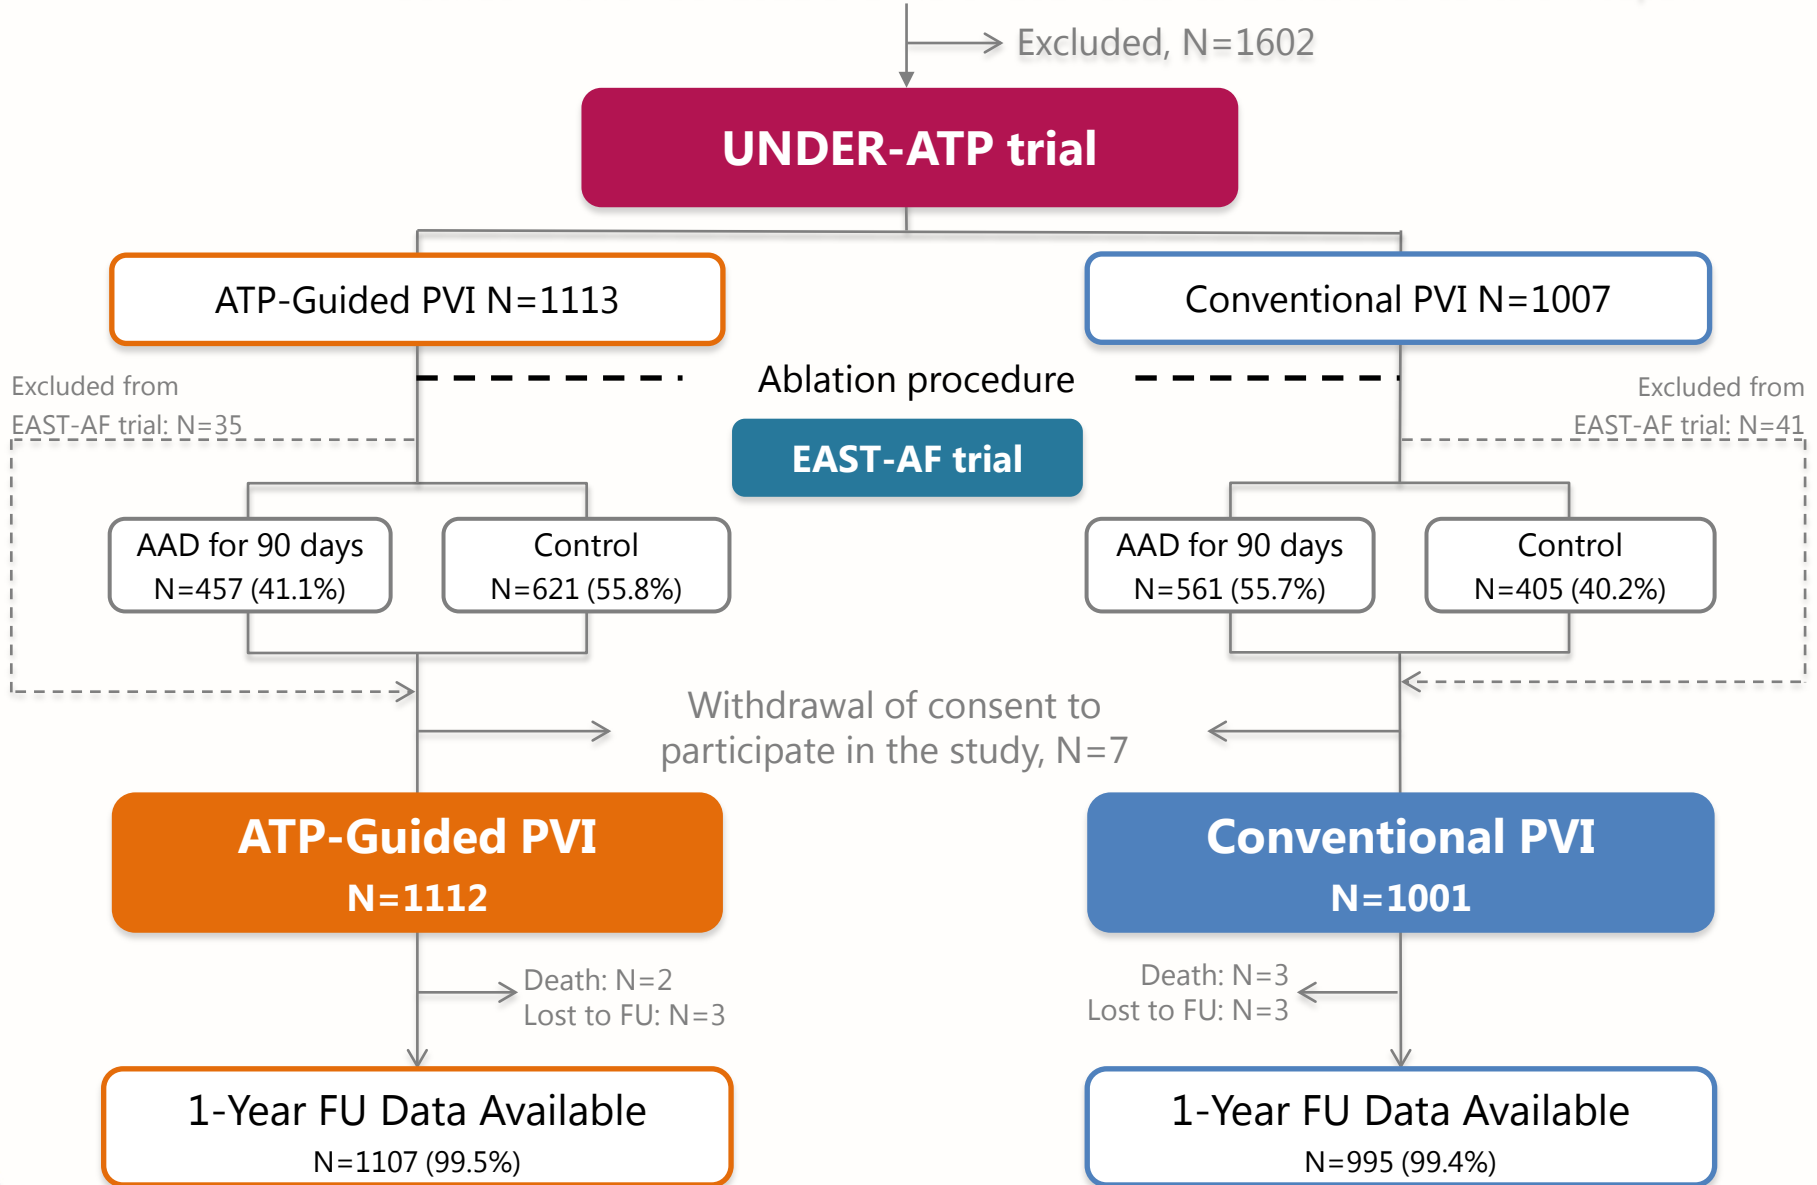 Excluded, N=1602
UNDER-ATP trial
ATP-Guided PVI N=1113
Conventional PVI N=1007
Ablation procedure
Excluded from
EAST-AF trial: N=35
Excluded from
EAST-AF trial: N=41
EAST-AF trial
AAD for 90 days
N=457 (41.1%)
Control
N=621 (55.8%)
AAD for 90 days
N=561 (55.7%)
Control
N=405 (40.2%)
Withdrawal of consent to
participate in the study, N=7
ATP-Guided PVI
N=1112
Conventional PVI
N=1001
Death: N=2
Lost to FU: N=3
Death: N=3
Lost to FU: N=3
1-Year FU Data Available
N=1107 (99.5%)
1-Year FU Data Available
N=995 (99.4%)